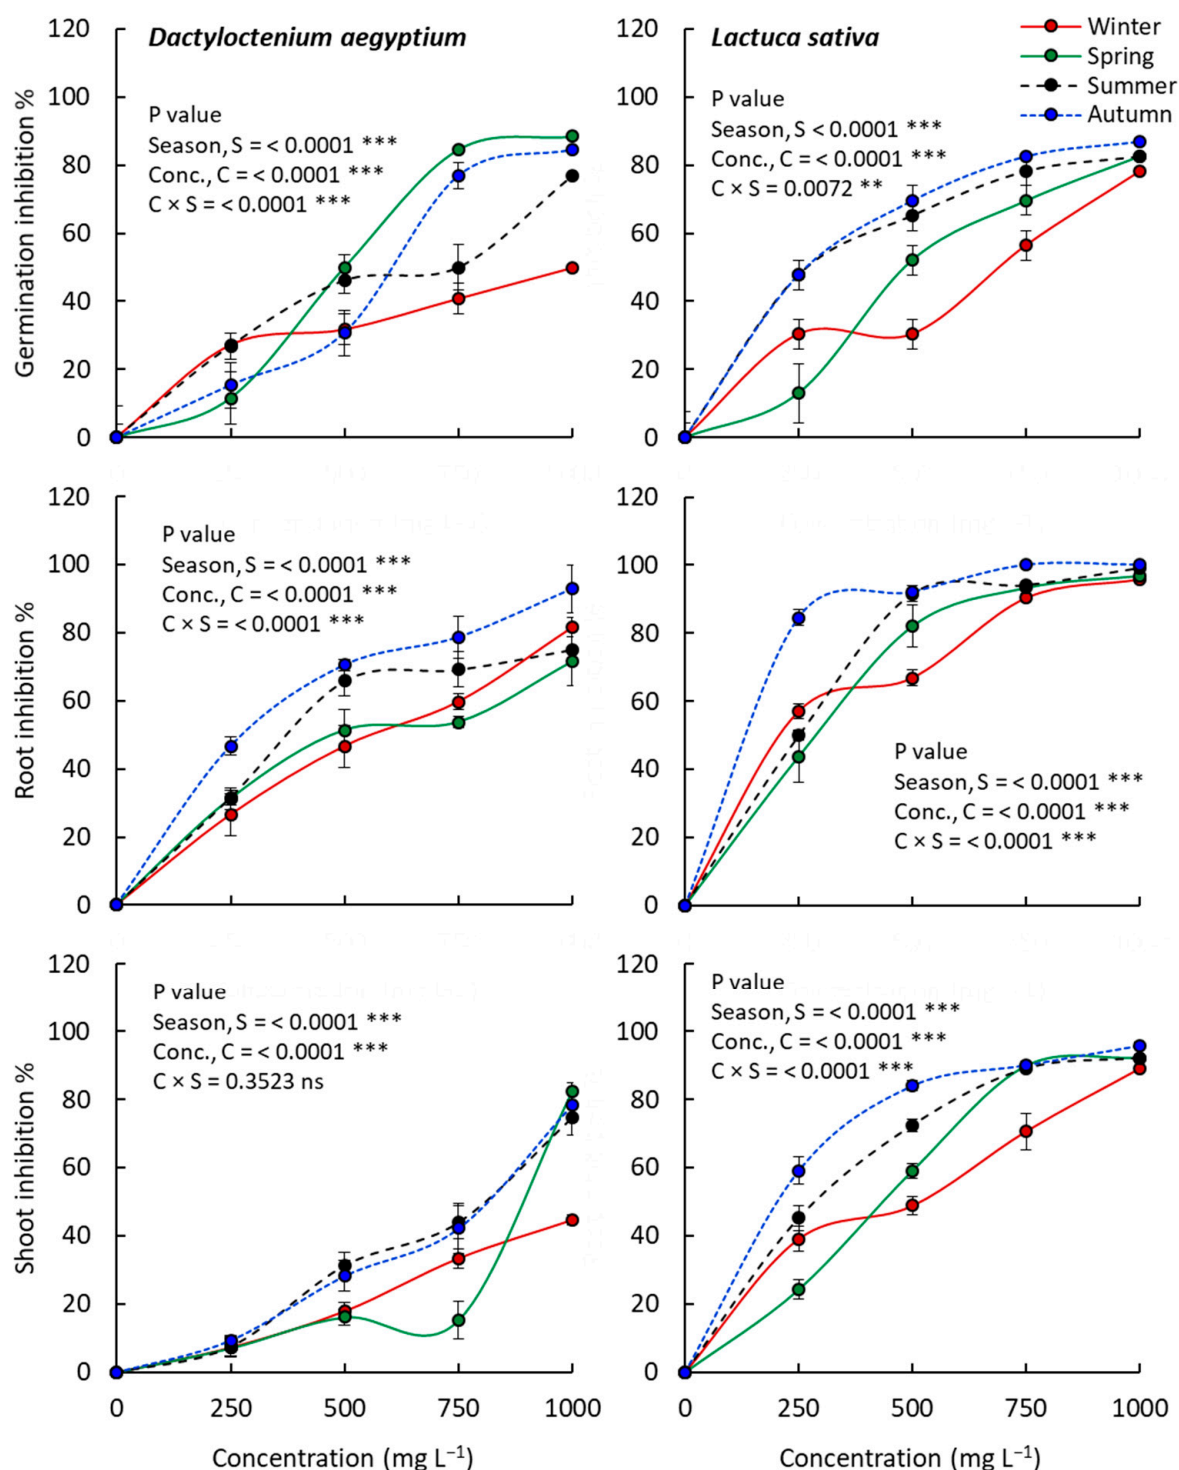 Dactyloctenium aegyptium
Lactuca sativa
Winter
Spring
Summer
Autumn
Germination inhibition %
120
100
80
60
40
20
0
P value
Season, S = < 0.0001 ***
Conc., C = < 0.0001 ***
C × S = < 0.0001 ***
120
100
80
60
40
20
0
P value
Season, S < 0.0001 ***
Conc., C = < 0.0001 ***
C × S = 0.0072 **
Root inhibition %
120
100
80
60
40
20
0
P value
Season, S = < 0.0001 ***
Conc., C = < 0.0001 ***
C × S = < 0.0001 ***
120
100
80
60
40
20
0
P value
Season, S = < 0.0001 ***
Conc., C = < 0.0001 ***
C × S = < 0.0001 ***
Shoot inhibition %
120
100
80
60
40
20
0
P value
Season, S = < 0.0001 ***
Conc., C = < 0.0001 ***
C × S = 0.3523 ns
0 250 500 750 1000
Concentration (mg L⁻¹)
120
100
80
60
40
20
0
P value
Season, S = < 0.0001 ***
Conc., C = < 0.0001 ***
C × S = < 0.0001 ***
0 250 500 750 1000
Concentration (mg L⁻¹)